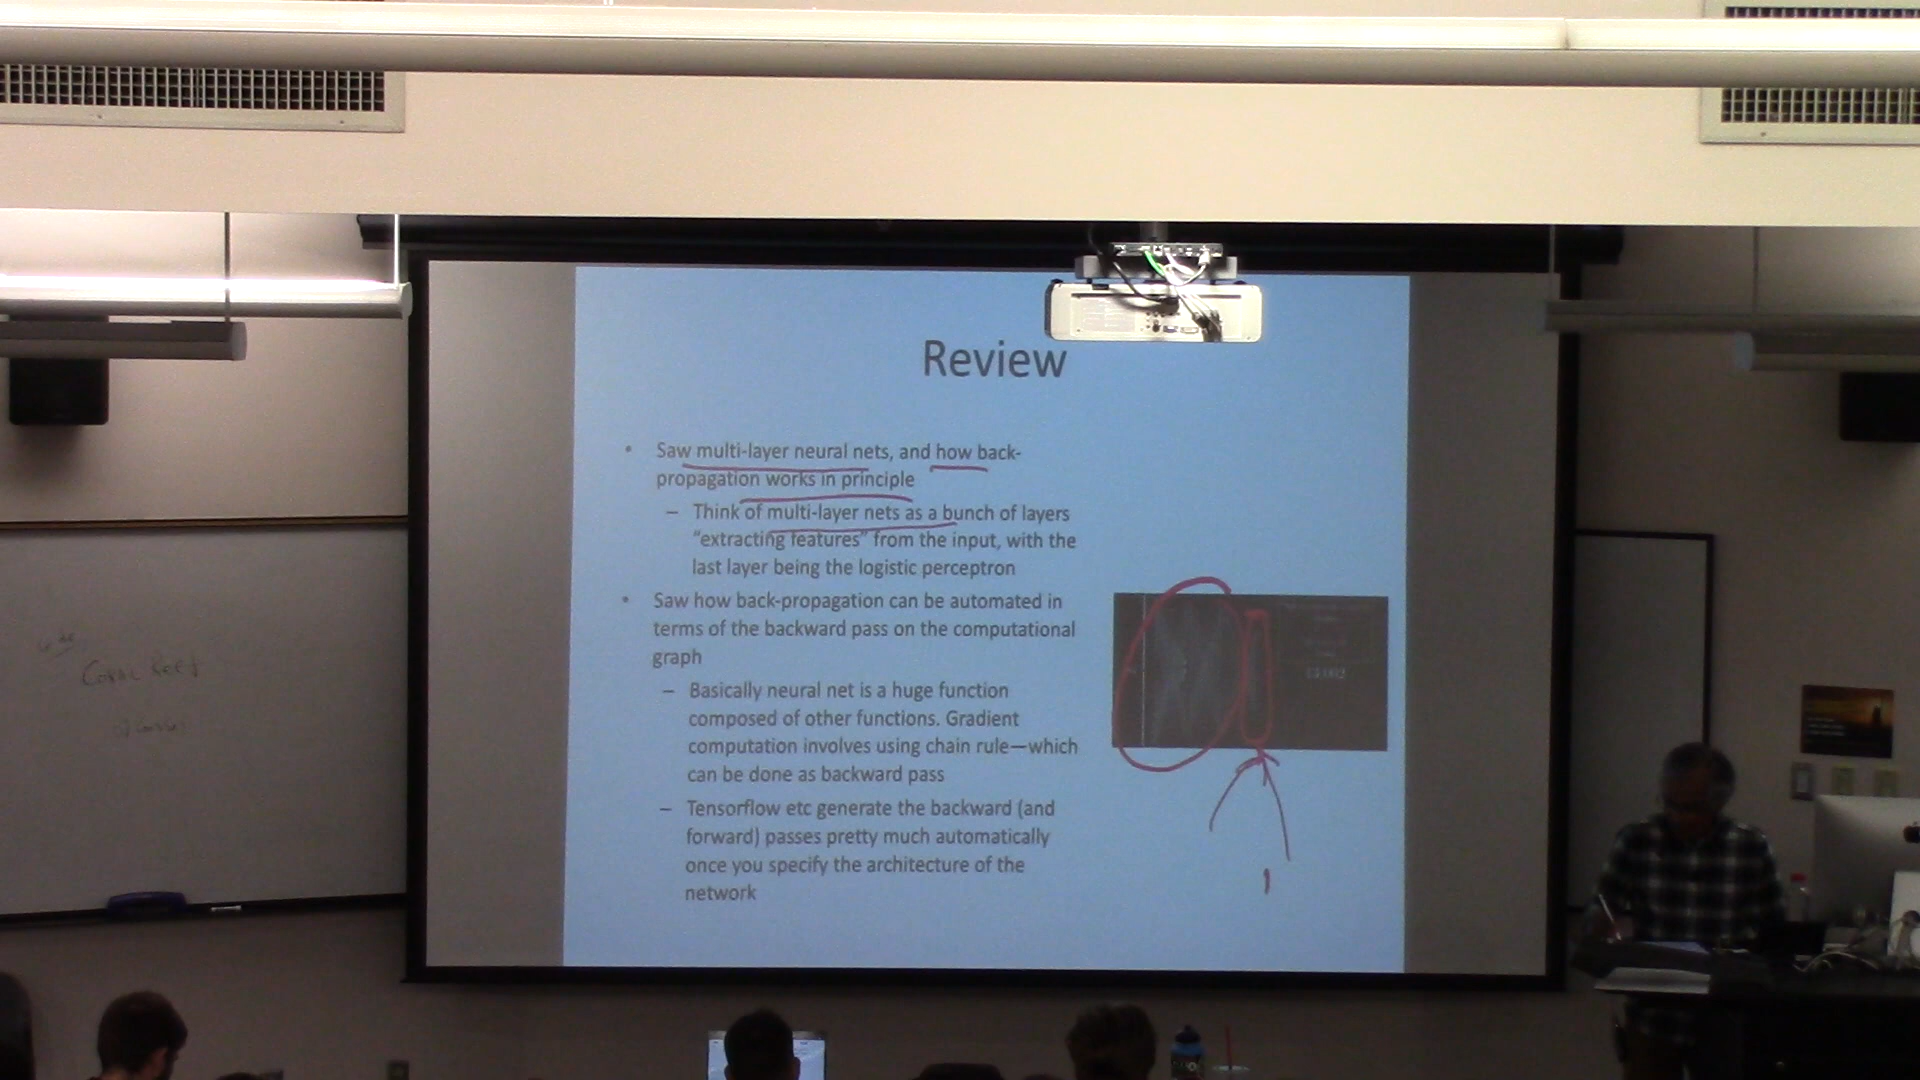 Review
• Saw multi-layer neural nets, and how back-
propagation works in principle
– Think of multi-layer nets as a bunch of layers
“extracting features” from the input, with the
last layer being the logistic perceptron
• Saw how back-propagation can be automated in
terms of the backward pass on the computational
graph
– Basically neural net is a huge function
composed of other functions. Gradient
computation involves using chain rule—which
can be done as backward pass
– Tensorflow etc generate the backward (and
forward) passes pretty much automatically
once you specify the architecture of the
network
Coral Reef